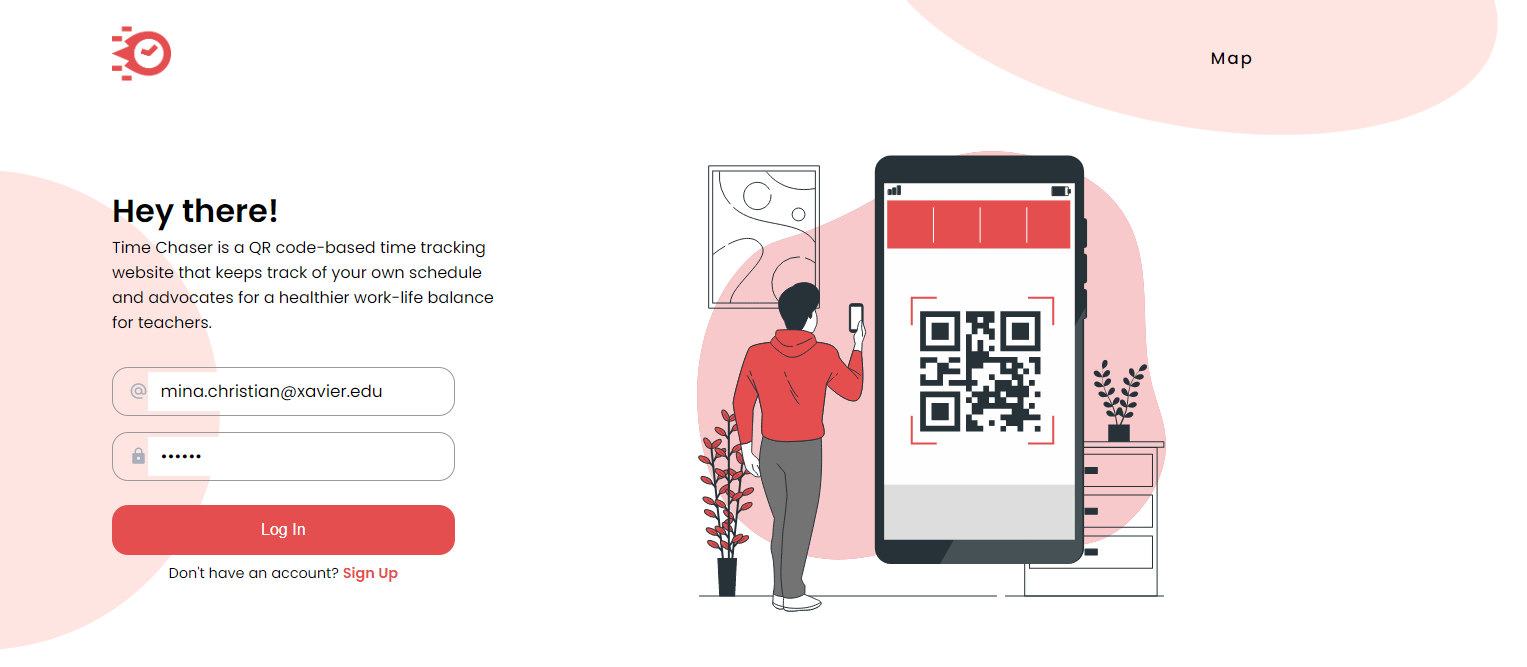 Map
Hey there!
Time Chaser is a QR code-based time tracking
website that keeps track of your own schedule
and advocates for a healthier work-life balance
for teachers.
@ mina.christian@xavier.edu
••••••
Log In
Don't have an account? Sign Up